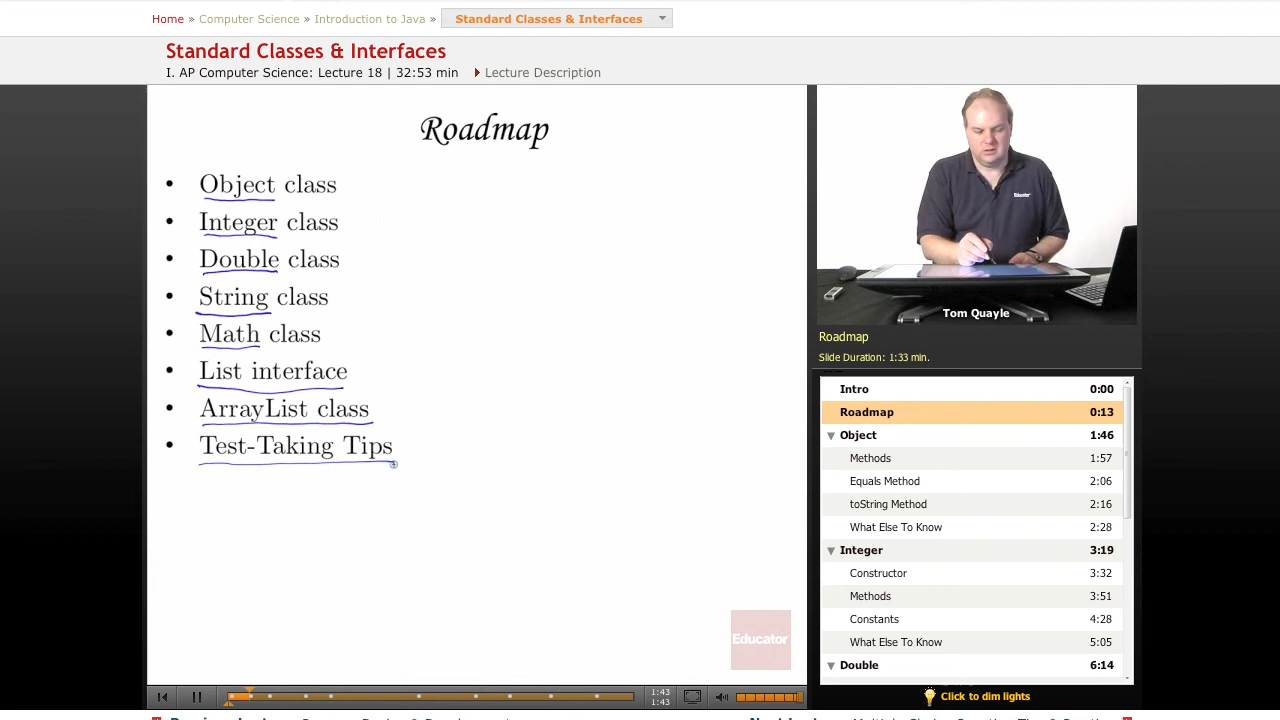 Home » Computer Science » Introduction to Java » Standard Classes & Interfaces
Standard Classes & Interfaces
I. AP Computer Science: Lecture 18 | 32:53 min Lecture Description
Roadmap
• Object class
• Integer class
• Double class
• String class
• Math class
• List interface
• ArrayList class
• Test-Taking Tips
Educator
Educator
Tom Quayle
Roadmap
Slide Duration: 1:33 min.
Intro 0:00
Roadmap 0:13
Object 1:46
Methods 1:57
Equals Method 2:06
toString Method 2:16
What Else To Know 2:28
Integer 3:19
Constructor 3:32
Methods 3:51
Constants 4:28
What Else To Know 5:05
Double 6:14
1:43
1:43
Click to dim lights